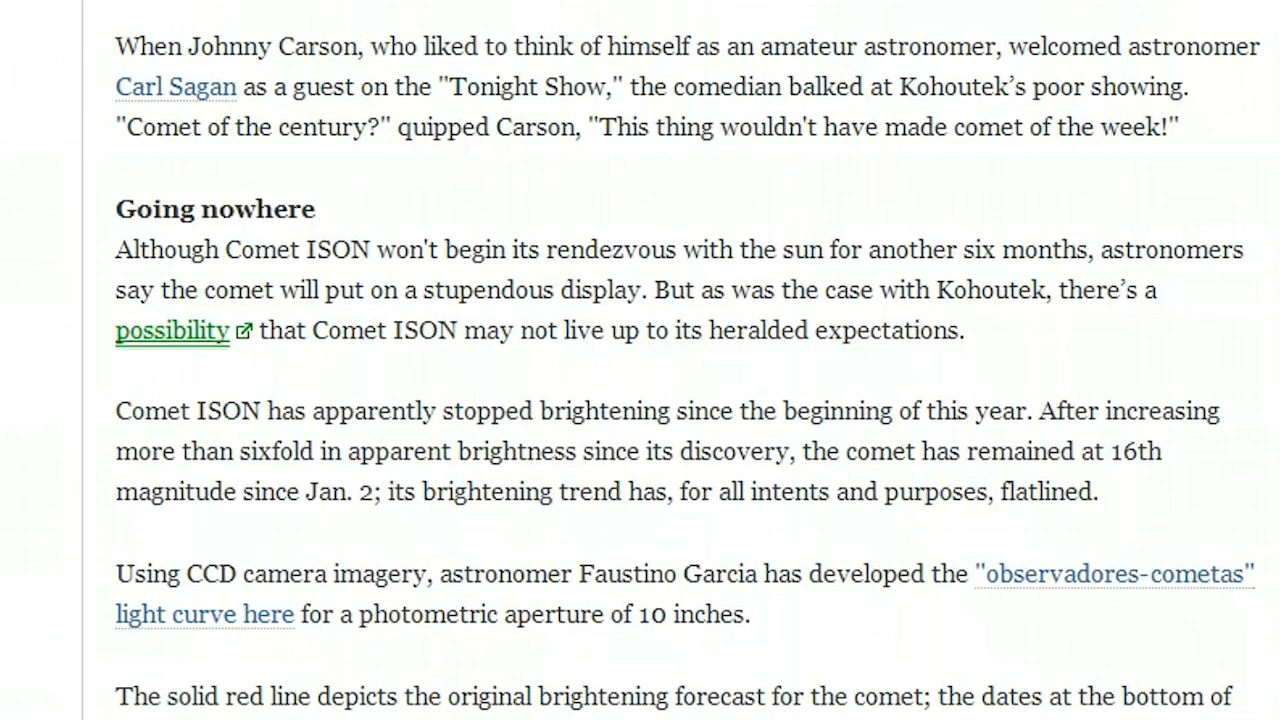 When Johnny Carson, who liked to think of himself as an amateur astronomer, welcomed astronomer
Carl Sagan as a guest on the "Tonight Show," the comedian balked at Kohoutek’s poor showing.
"Comet of the century?" quipped Carson, "This thing wouldn't have made comet of the week!"
Going nowhere
Although Comet ISON won't begin its rendezvous with the sun for another six months, astronomers
say the comet will put on a stupendous display. But as was the case with Kohoutek, there’s a
possibility that Comet ISON may not live up to its heralded expectations.
Comet ISON has apparently stopped brightening since the beginning of this year. After increasing
more than sixfold in apparent brightness since its discovery, the comet has remained at 16th
magnitude since Jan. 2; its brightening trend has, for all intents and purposes, flatlined.
Using CCD camera imagery, astronomer Faustino Garcia has developed the "observadores-cometas"
light curve here for a photometric aperture of 10 inches.
The solid red line depicts the original brightening forecast for the comet; the dates at the bottom of